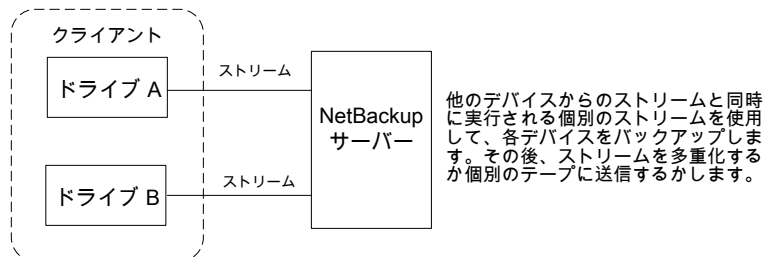 クライアント
ドライブ A
ストリーム
ドライブ B
ストリーム
NetBackup
サーバー
他のデバイスからのストリームと同時
に実行される個別のストリームを使用
して、各デバイスをバックアップしま
す。その後、ストリームを多重化する
か個別のテープに送信するかします。